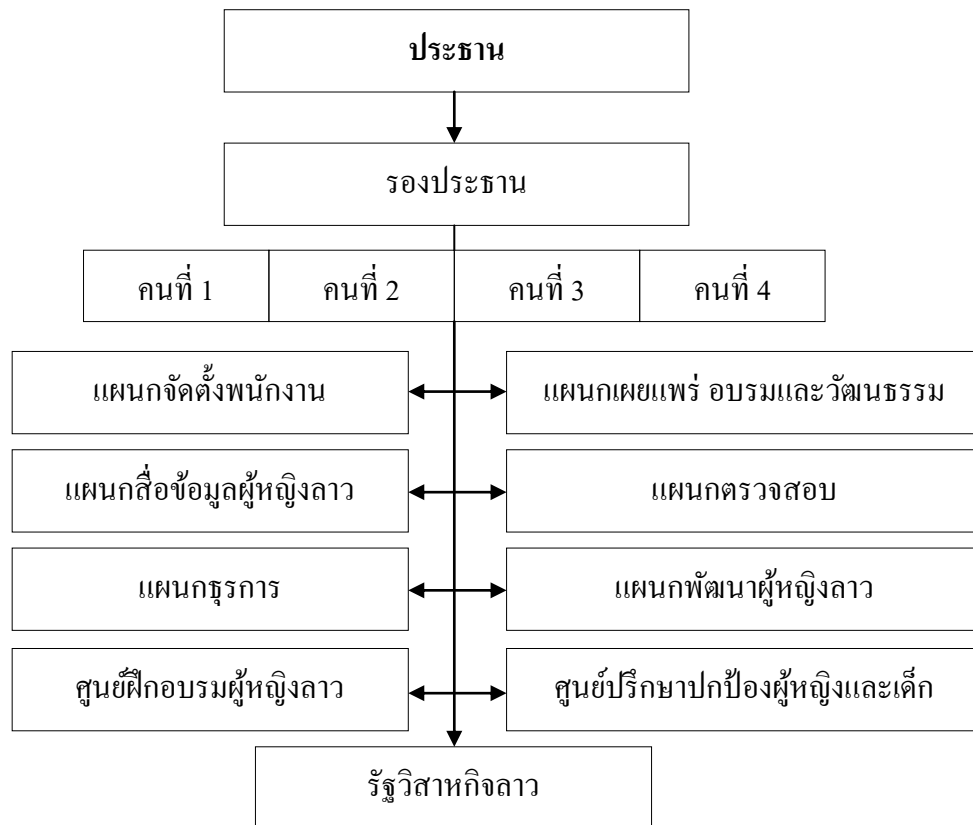 ประธาน
รองประธาน
คนที่ 1 คนที่ 2 คนที่ 3 คนที่ 4
แผนกจัดตั้งพนักงาน แผนกเผยแพร่ อบรมและวัฒนธรรม
แผนกสื่อข้อมูลผู้หญิงลาว แผนกตรวจสอบ
แผนกธุรการ แผนกพัฒนาผู้หญิงลาว
ศูนย์ฝึกอบรมผู้หญิงลาว ศูนย์ปรึกษาปกป้องผู้หญิงและเด็ก
รัฐวิสาหกิจลาว